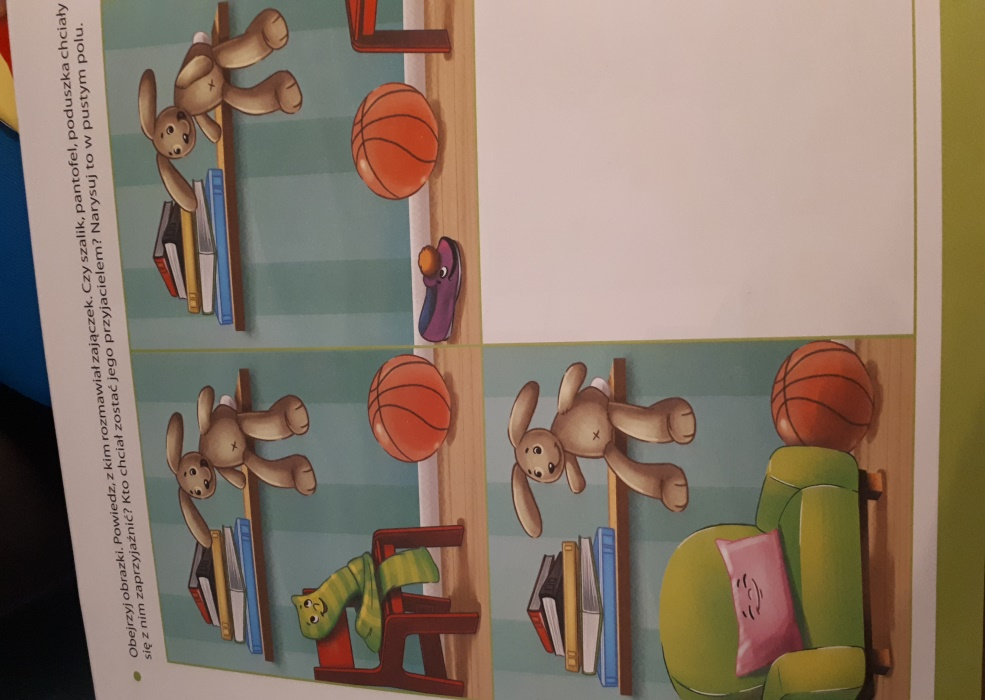 Obejrzyj obrazki. Powiedz, z kim rozmawiał zajączek. Czy szalik, pantofel, poduszka chciały
się z nim zaprzyjaźnić? Kto chciał zostać jego przyjacielem? Narysuj to w pustym polu.